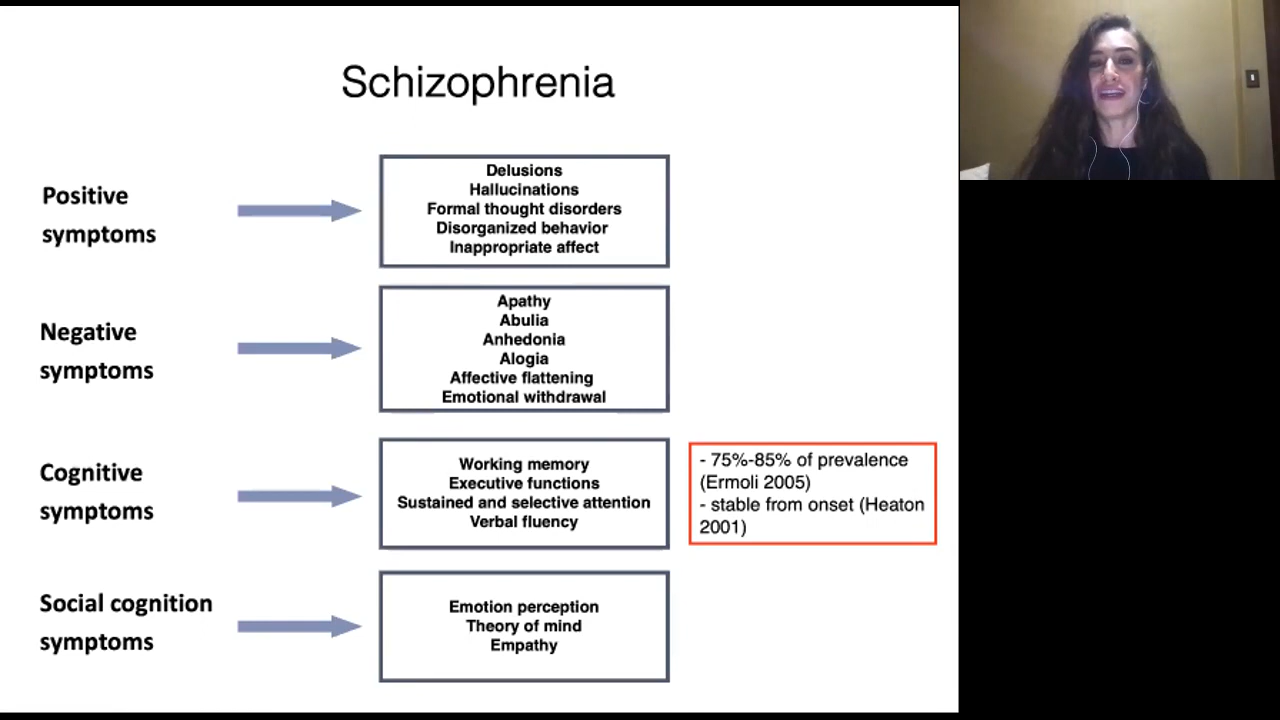 Schizophrenia
Positive
symptoms
Delusions
Hallucinations
Formal thought disorders
Disorganized behavior
Inappropriate affect
Negative
symptoms
Apathy
Abulia
Anhedonia
Alogia
Affective flattening
Emotional withdrawal
Cognitive
symptoms
Working memory
Executive functions
Sustained and selective attention
Verbal fluency
- 75%-85% of prevalence
(Ermoli 2005)
- stable from onset (Heaton
2001)
Social cognition
symptoms
Emotion perception
Theory of mind
Empathy